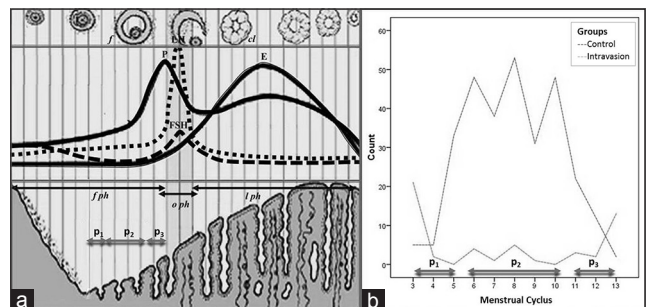 f
LH
cl
P
E
FSH
f ph
o ph
l ph
p1
p2
p3
a
b
Groups
Control
Intravasion
Count
60
50
40
30
20
10
0
p1
p2
p3
3 4 5 6 7 8 9 10 11 12 13
Menstrual Cyclus